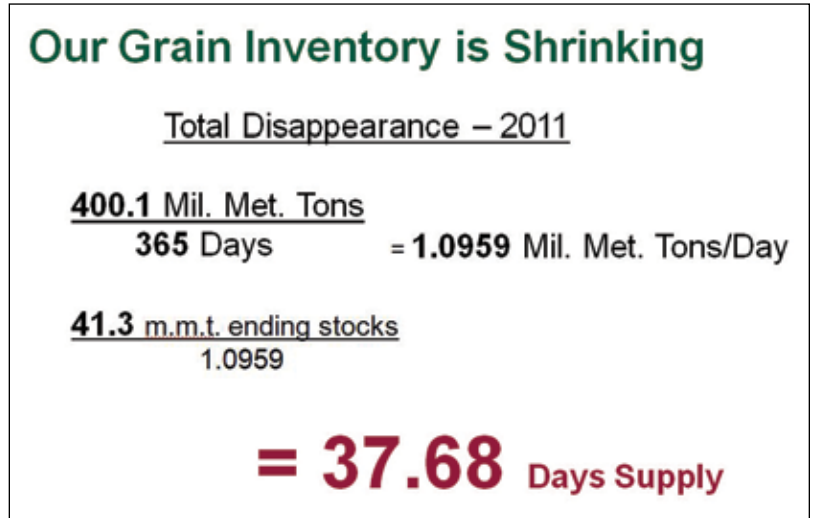 Our Grain Inventory is Shrinking
Total Disappearance – 2011
400.1 Mil. Met. Tons
365 Days = 1.0959 Mil. Met. Tons/Day
41.3 m.m.t. ending stocks
1.0959
= 37.68 Days Supply